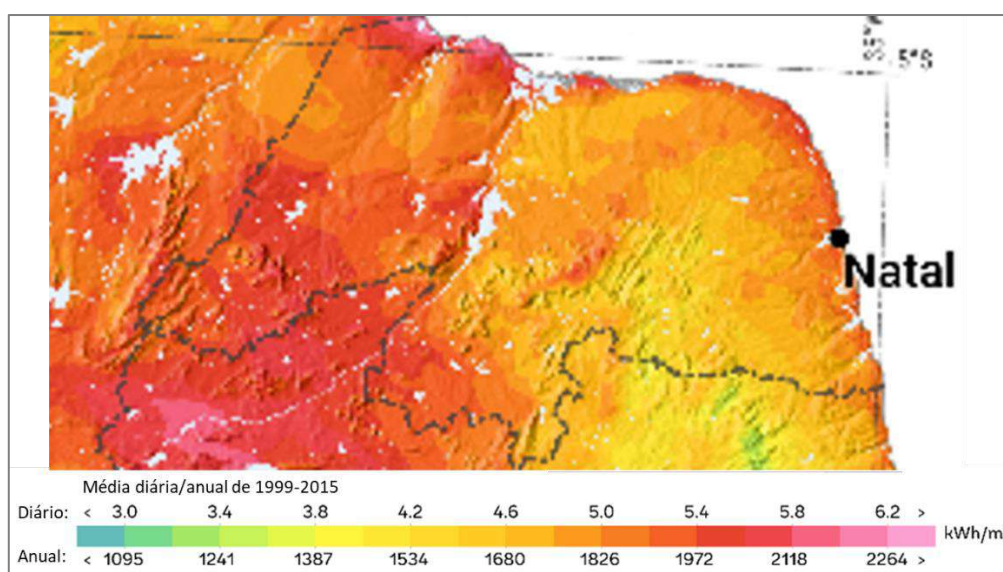 5°S
Natal
Média diária/anual de 1999-2015
Diário: < 3.0 3.4 3.8 4.2 4.6 5.0 5.4 5.8 6.2 >
kWh/m
Anual: < 1095 1241 1387 1534 1680 1826 1972 2118 2264 >